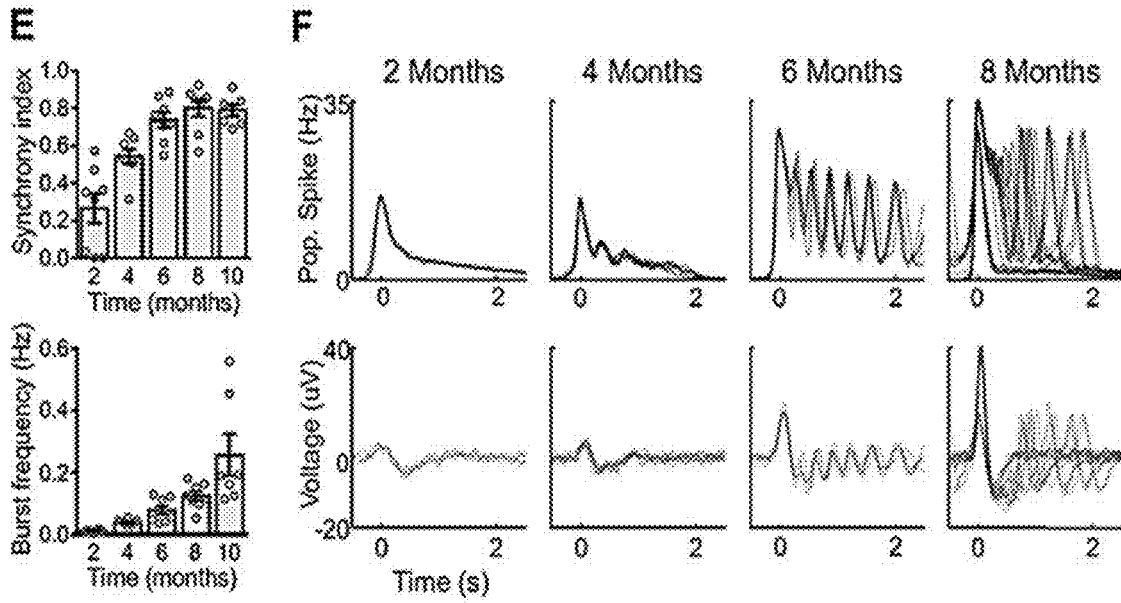 E
Synchrony index
1.0
0.8
0.6
0.4
0.2
0.0
2 4 6 8 10
Time (months)
Burst frequency (Hz)
0.6
0.4
0.2
0.0
2 4 6 8 10
Time (months)
F
2 Months 4 Months 6 Months 8 Months
Pop. Spike (Hz)
35
0
0 2 0 2 0 2 0 2
Voltage (uV)
40
0
-20
0 2 0 2 0 2 0 2
Time (s)